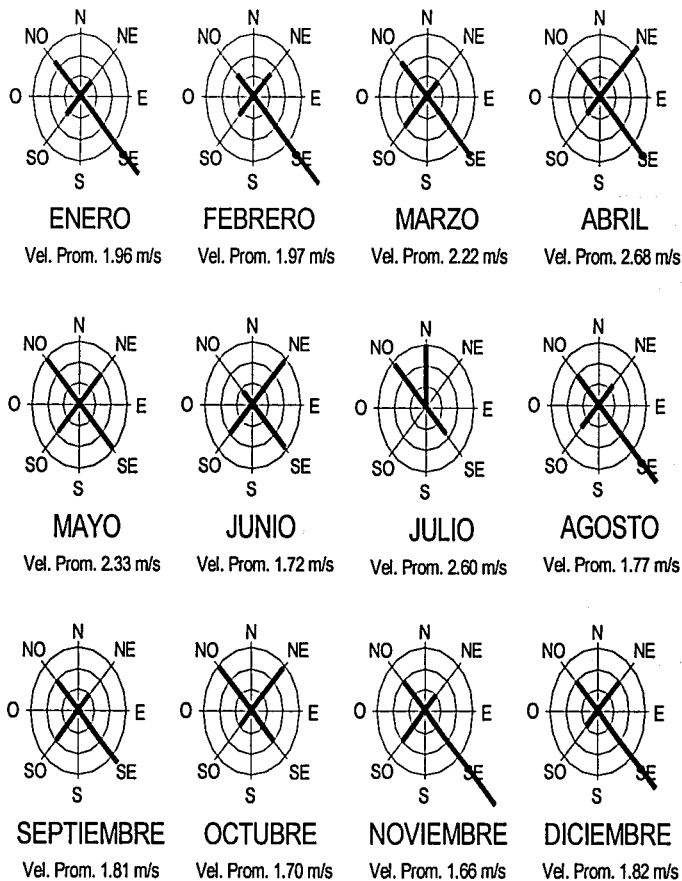 N N N N
NO NE NO NE NO NE NO NE
O E O E O E O E
SO SE SO SE SO SE SO SE
S S S S
ENERO FEBRERO MARZO ABRIL
Vel. Prom. 1.96 m/s Vel. Prom. 1.97 m/s Vel. Prom. 2.22 m/s Vel. Prom. 2.68 m/s
N N N N
NO NE NO NE NO NE NO NE
O E O E O E O E
SO SE SO SE SO SE SO SE
S S S S
MAYO JUNIO JULIO AGOSTO
Vel. Prom. 2.33 m/s Vel. Prom. 1.72 m/s Vel. Prom. 2.60 m/s Vel. Prom. 1.77 m/s
N N N N
NO NE NO NE NO NE NO NE
O E O E O E O E
SO SE SO SE SO SE SO SE
S S S S
SEPTIEMBRE OCTUBRE NOVIEMBRE DICIEMBRE
Vel. Prom. 1.81 m/s Vel. Prom. 1.70 m/s Vel. Prom. 1.66 m/s Vel. Prom. 1.82 m/s